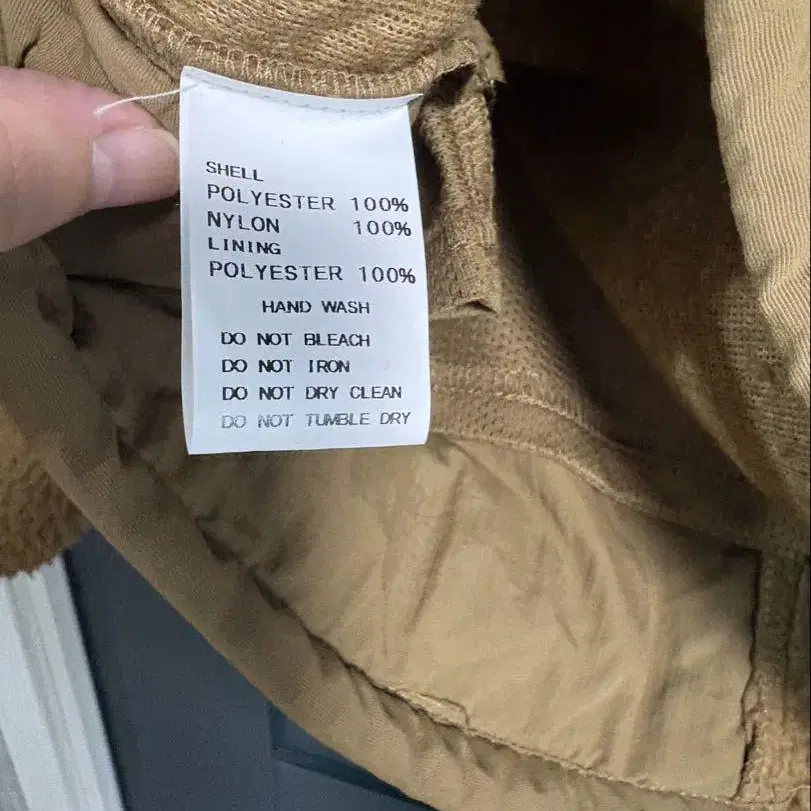 SHELL
POLYESTER 100%
NYLON 100%
LINING
POLYESTER 100%
HAND WASH
DO NOT BLEACH
DO NOT IRON
DO NOT DRY CLEAN
DO NOT TUMBLE DRY